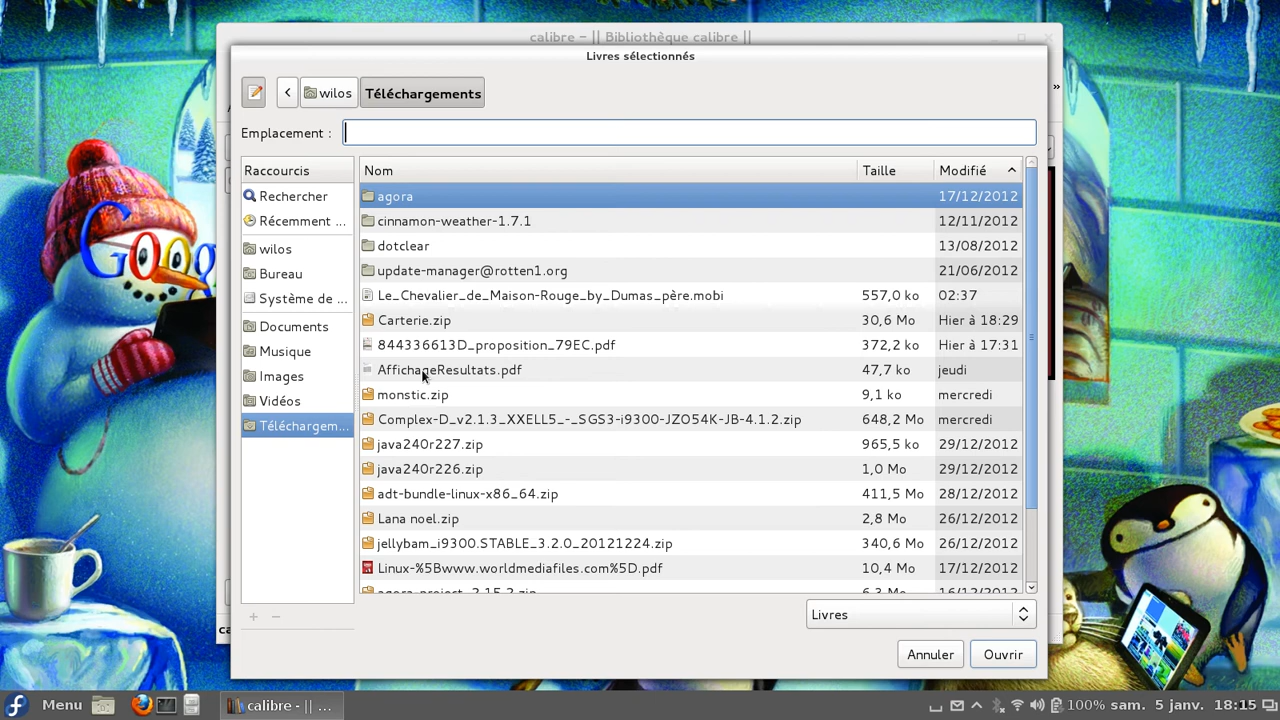 calibre - || Bibliothèque calibre ||
Livres sélectionnés
wilos
Téléchargements
Emplacement :
Raccourcis
Nom
Taille
Modifié
Rechercher
agora
17/12/2012
Récemment ...
cinnamon-weather-1.7.1
12/11/2012
wilos
dotclear
13/08/2012
Bureau
update-manager@rotten1.org
21/06/2012
Système de ...
Le_Chevalier_de_Maison-Rouge_by_Dumas_père.mobi
557,0 ko
02:37
Documents
Carterie.zip
30,6 Mo
Hier à 18:29
Musique
844336613D_proposition_79EC.pdf
372,2 ko
Hier à 17:31
Images
AffichageResultats.pdf
47,7 ko
jeudi
Vidéos
monstic.zip
9,1 ko
mercredi
Téléchargem...
Complex-D_v2.1.3_XXELL5_-_SGS3-i9300-JZO54K-JB-4.1.2.zip
648,2 Mo
mercredi
java240r227.zip
965,5 ko
29/12/2012
java240r226.zip
1,0 Mo
29/12/2012
adt-bundle-linux-x86_64.zip
411,5 Mo
28/12/2012
Lana noel.zip
2,8 Mo
26/12/2012
jellybam_i9300.STABLE_3.2.0_20121224.zip
340,6 Mo
26/12/2012
Linux-%5Bwww.worldmediafiles.com%5D.pdf
10,4 Mo
17/12/2012
Livres
Annuler
Ouvrir
Menu
calibre - || ...
100%
sam. 5 janv. 18:15